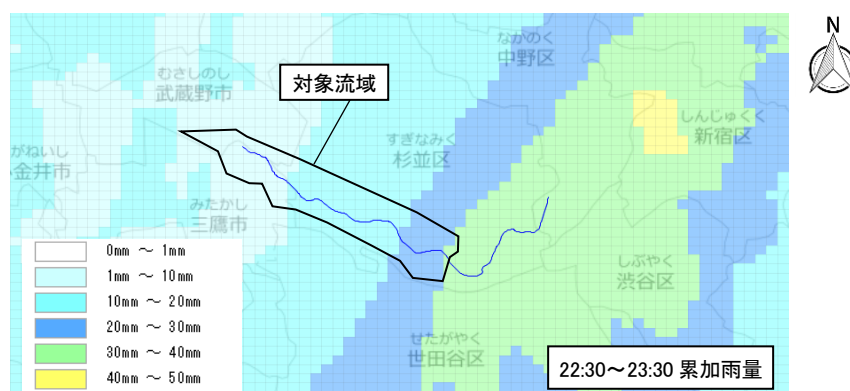 N
なかのく
中野区
むさしのし
武蔵野市
対象流域
しんじゅくく
新宿区
すぎなみく
杉並区
がねいし
小金井市
みたかし
三鷹市
しぶやく
渋谷区
せたがやく
世田谷区
0mm ～ 1mm
1mm ～ 10mm
10mm ～ 20mm
20mm ～ 30mm
30mm ～ 40mm
40mm ～ 50mm
22:30～23:30 累加雨量